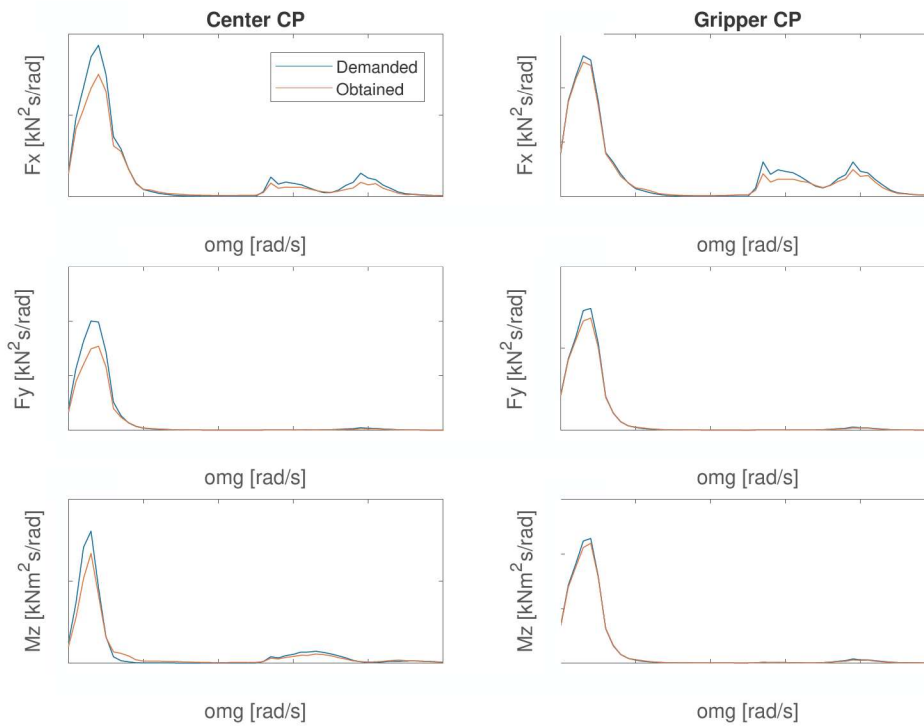 Center CP
Gripper CP
Fx [kN²s/rad]
Demanded
Obtained
Fx [kN²s/rad]
omg [rad/s]
omg [rad/s]
Fy [kN²s/rad]
Fy [kN²s/rad]
omg [rad/s]
omg [rad/s]
Mz [kNm²s/rad]
Mz [kNm²s/rad]
omg [rad/s]
omg [rad/s]